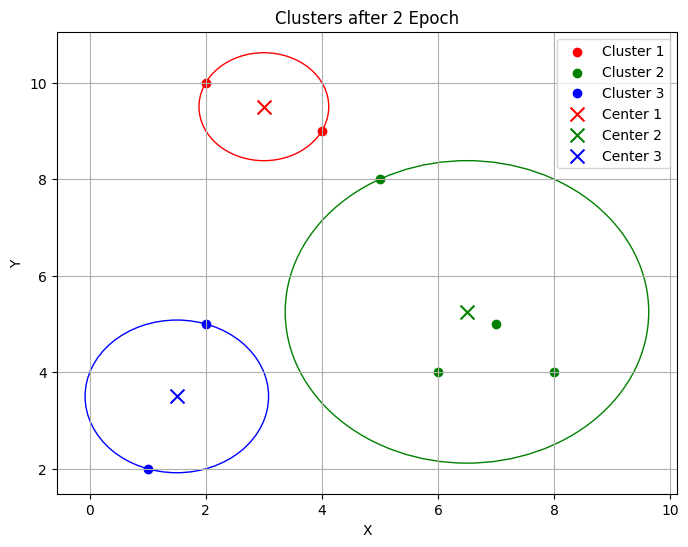 Clusters after 2 Epoch
Cluster 1
Cluster 2
Cluster 3
Center 1
Center 2
Center 3
10
8
6
4
2
Y
0 2 4 6 8 10
X